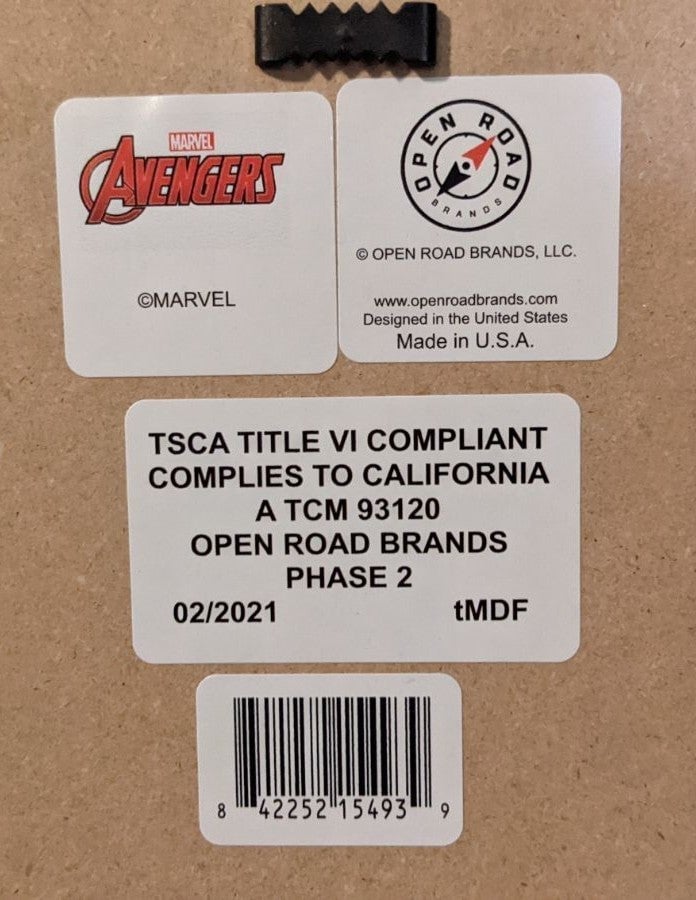 MARVEL
AVENGERS
©MARVEL
OPEN ROAD
BRANDS
© OPEN ROAD BRANDS, LLC.
www.openroadbrands.com
Designed in the United States
Made in U.S.A.
TSCA TITLE VI COMPLIANT
COMPLIES TO CALIFORNIA
A TCM 93120
OPEN ROAD BRANDS
PHASE 2
02/2021 tMDF
8 42252 15493 9